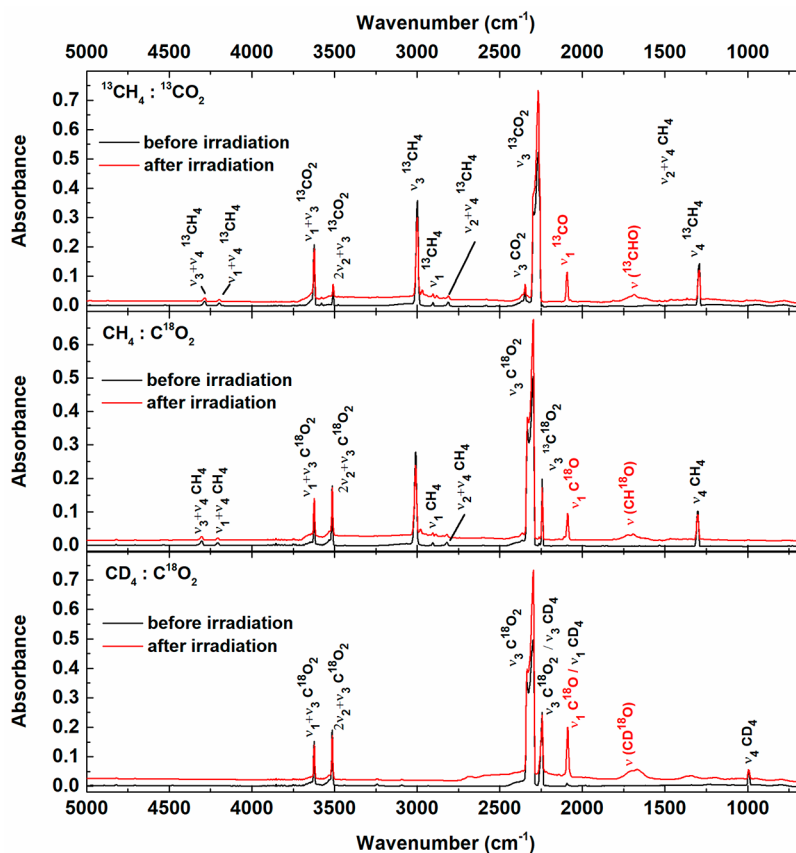 Wavenumber (cm⁻¹)
5000 4500 4000 3500 3000 2500 2000 1500 1000
Absorbance
0.7
0.6
0.5
0.4
0.3
0.2
0.1
0.0
¹³CH₄ : ¹³CO₂
before irradiation
after irradiation
ν₃+ν₄ ¹³CH₄
ν₁+ν₄ ¹³CH₄
ν₁+ν₃ ¹³CO₂
2ν₂+ν₃ ¹³CO₂
ν₃ ¹³CH₄
ν₁ ¹³CH₄
ν₂+ν₄ ¹³CH₄
ν₃ CO₂
ν₃ ¹³CO₂
ν₁ ¹³CO
ν (¹³CHO)
ν₂+ν₄ CH₄
ν₄ ¹³CH₄
Absorbance
0.6
0.5
0.4
0.3
0.2
0.1
0.0
CH₄ : C¹⁸O₂
before irradiation
after irradiation
ν₃+ν₄ CH₄
ν₁+ν₄ CH₄
ν₁+ν₃ C¹⁸O₂
2ν₂+ν₃ C¹⁸O₂
ν₁ CH₄
ν₂+ν₄ CH₄
ν₃ C¹⁸O₂
ν₃ ¹³C¹⁸O₂
ν₁ C¹⁸O
ν (CH¹⁸O)
ν₄ CH₄
Absorbance
0.7
0.6
0.5
0.4
0.3
0.2
0.1
0.0
CD₄ : C¹⁸O₂
before irradiation
after irradiation
ν₁+ν₃ C¹⁸O₂
2ν₂+ν₃ C¹⁸O₂
ν₃ C¹⁸O₂
ν₃ C¹⁸O₂ / ν₃ CD₄
ν₁ C¹⁸O / ν₁ CD₄
ν (CD¹⁸O)
ν₄ CD₄
5000 4500 4000 3500 3000 2500 2000 1500 1000
Wavenumber (cm⁻¹)